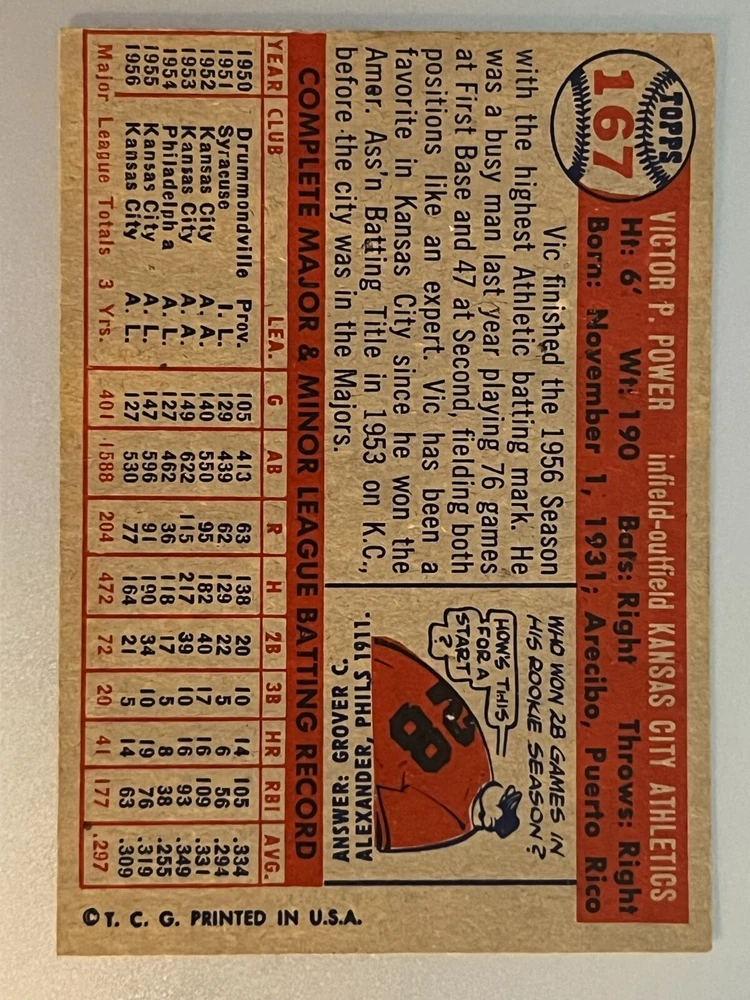 TOPPS
167
VICTOR P. POWER infield-outfield KANSAS CITY ATHLETICS
Ht: 6' Wt: 190 Bats: Right Throws: Right
Born: November 1, 1931; Arecibo, Puerto Rico
Vic finished the 1956 Season
with the highest Athletic batting mark. He
was a busy man last year playing 76 games
at First Base and 47 at Second, fielding both
positions like an expert. Vic has been a
favorite in Kansas City since he won the
Amer. Ass'n Batting Title in 1953 on K.C.,
before the city was in the Majors.
WHO WON 28 GAMES IN
HIS ROOKIE SEASON?
HOW'S THIS
FOR A
START
?
28
ANSWER: GROVER C.
ALEXANDER, PHILS 1911.
COMPLETE MAJOR & MINOR LEAGUE BATTING RECORD
YEAR CLUB LEA. G AB R H 2B 3B HR RBI AVG.
1950 Drummondville Prov. 105 413 63 138 20 10 14 105 .334
1951 Syracuse I. L. 129 439 62 129 22 5 6 56 .294
1952 Kansas City A. A. 140 550 95 182 40 17 16 109 .331
1953 Kansas City A. A. 149 622 115 217 39 10 16 93 .349
1954 Philadelph a A. L. 127 462 36 118 17 5 8 38 .255
1955 Kansas City A. L. 147 596 91 190 34 10 19 76 .319
1956 Kansas City A. L. 127 530 77 164 21 5 14 63 .309
Major League Totals 3 Yrs. 401 1588 204 472 72 20 41 177 .297
© T. C. G. PRINTED IN U.S.A.